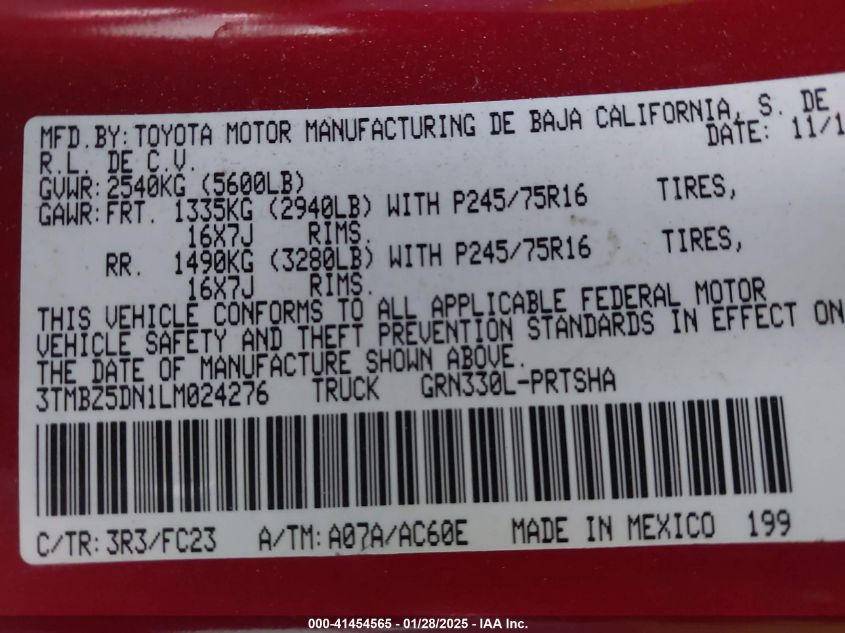 MFD.BY: TOYOTA MOTOR MANUFACTURING DE BAJA CALIFORNIA, S. DE
R.L. DE C.V. DATE: 11/1
GVWR: 2540KG (5600LB)
GAWR: FRT. 1335KG (2940LB) WITH P245/75R16 TIRES,
16X7J RIMS.
RR. 1490KG (3280LB) WITH P245/75R16 TIRES,
16X7J RIMS.
THIS VEHICLE CONFORMS TO ALL APPLICABLE FEDERAL MOTOR
VEHICLE SAFETY AND THEFT PREVENTION STANDARDS IN EFFECT ON
THE DATE OF MANUFACTURE SHOWN ABOVE.
3TMBZ5DN1LM024276 TRUCK GRN330L-PRTSHA
C/TR: 3R3/FC23 A/TM: A07A/AC60E MADE IN MEXICO 199
000-41454565 - 01/28/2025 - IAA Inc.